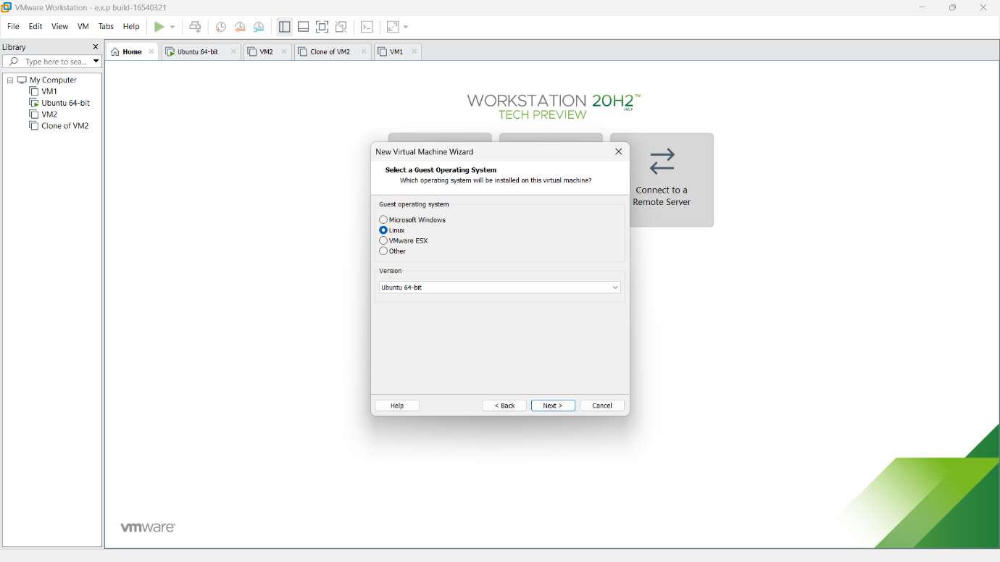 VMware Workstation - e.x.p build-16540321
File Edit View VM Tabs Help
Library
Type here to sea...
My Computer
VM1
Ubuntu 64-bit
VM2
Clone of VM2
Home
Ubuntu 64-bit
VM2
Clone of VM2
VM1
WORKSTATION 20H2™
JULY
TECH PREVIEW
Connect to a
Remote Server
New Virtual Machine Wizard
Select a Guest Operating System
Which operating system will be installed on this virtual machine?
Guest operating system
Microsoft Windows
Linux
VMware ESX
Other
Version
Ubuntu 64-bit
Help < Back Next > Cancel
vmware®